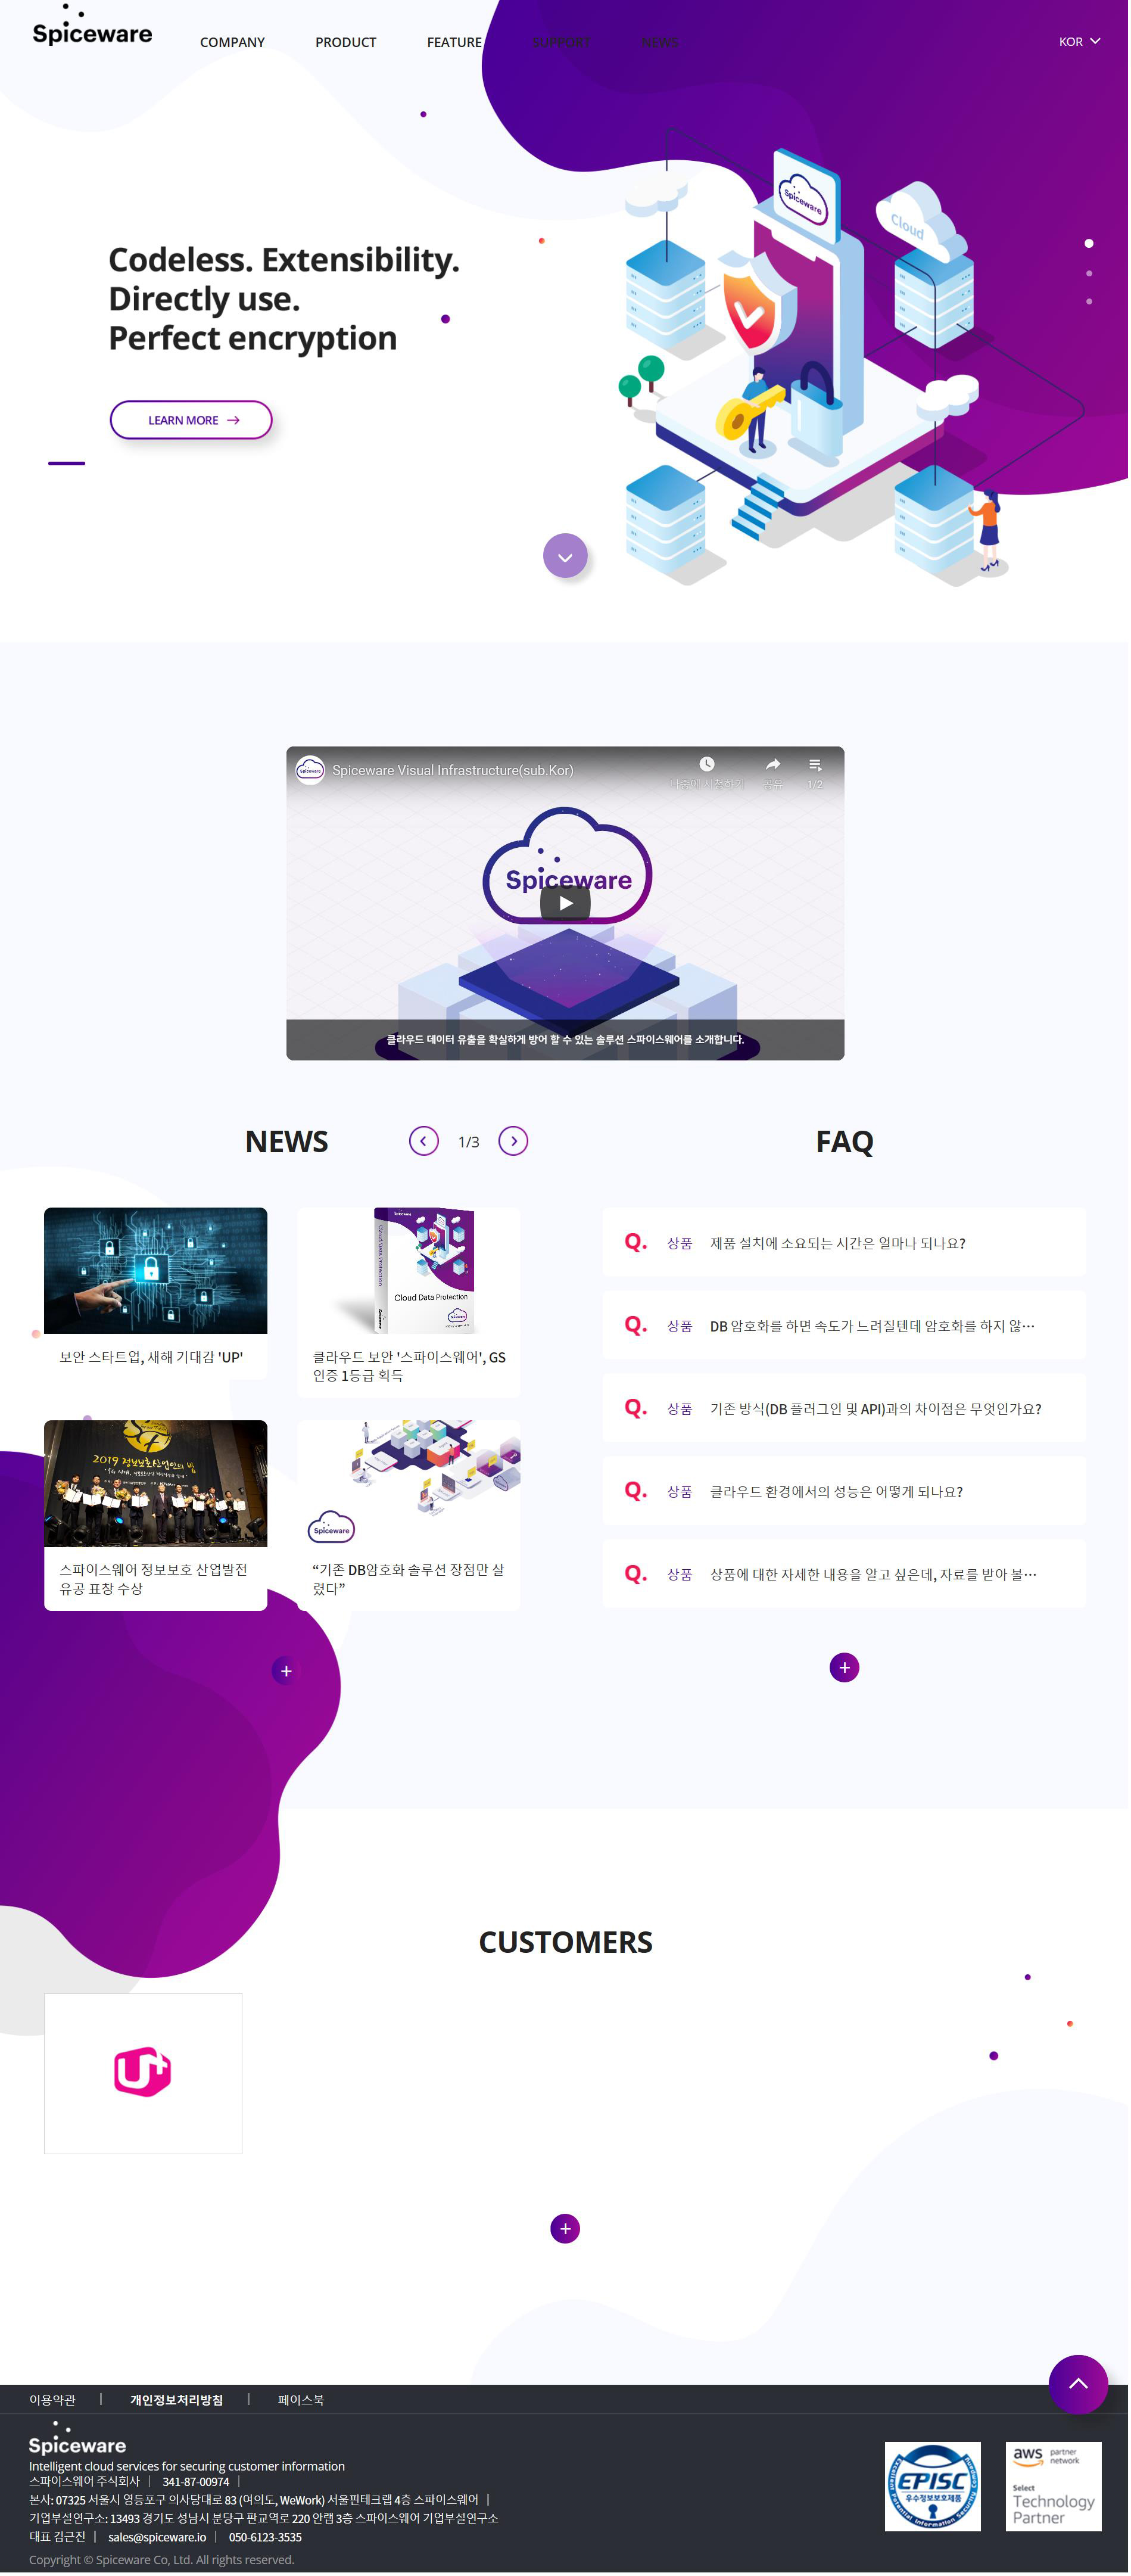 Spiceware
COMPANY
PRODUCT
FEATURE
SUPPORT
NEWS
KOR
Spiceware
Cloud
Codeless. Extensibility.
Directly use.
Perfect encryption
LEARN MORE
Spiceware
Spiceware Visual Infrastructure(sub.Kor)
나중에 시청하기
공유
1/2
Spiceware
클라우드 데이터 유출을 확실하게 방어 할 수 있는 솔루션 스파이스웨어를 소개합니다.
NEWS
1/3
보안 스타트업, 새해 기대감 'UP'
Cloud Data Protection
Cloud Data Protection
클라우드 보안 '스파이스웨어', GS
인증 1등급 획득
2019 정보보호산업인의 밤
스파이스웨어 정보보호 산업발전
유공 표창 수상
Spiceware
“기존 DB암호화 솔루션 장점만 살
렸다”
FAQ
Q. 상품 제품 설치에 소요되는 시간은 얼마나 되나요?
Q. 상품 DB 암호화를 하면 속도가 느려질텐데 암호화를 하지 않…
Q. 상품 기존 방식(DB 플러그인 및 API)과의 차이점은 무엇인가요?
Q. 상품 클라우드 환경에서의 성능은 어떻게 되나요?
Q. 상품 상품에 대한 자세한 내용을 알고 싶은데, 자료를 받아 볼…
+
+
CUSTOMERS
U+
+
이용약관 | 개인정보처리방침 | 페이스북
Spiceware
Intelligent cloud services for securing customer information
스파이스웨어 주식회사 | 341-87-00974 |
본사: 07325 서울시 영등포구 의사당대로 83 (여의도, WeWork) 서울핀테크랩 4층 스파이스웨어 |
기업부설연구소: 13493 경기도 성남시 분당구 판교역로 220 안랩 3층 스파이스웨어 기업부설연구소
대표 김근진 | sales@spiceware.io | 050-6123-3535
Copyright © Spiceware Co, Ltd. All rights reserved.
EPISC
우수정보보호제품
aws partner
network
Select
Technology
Partner